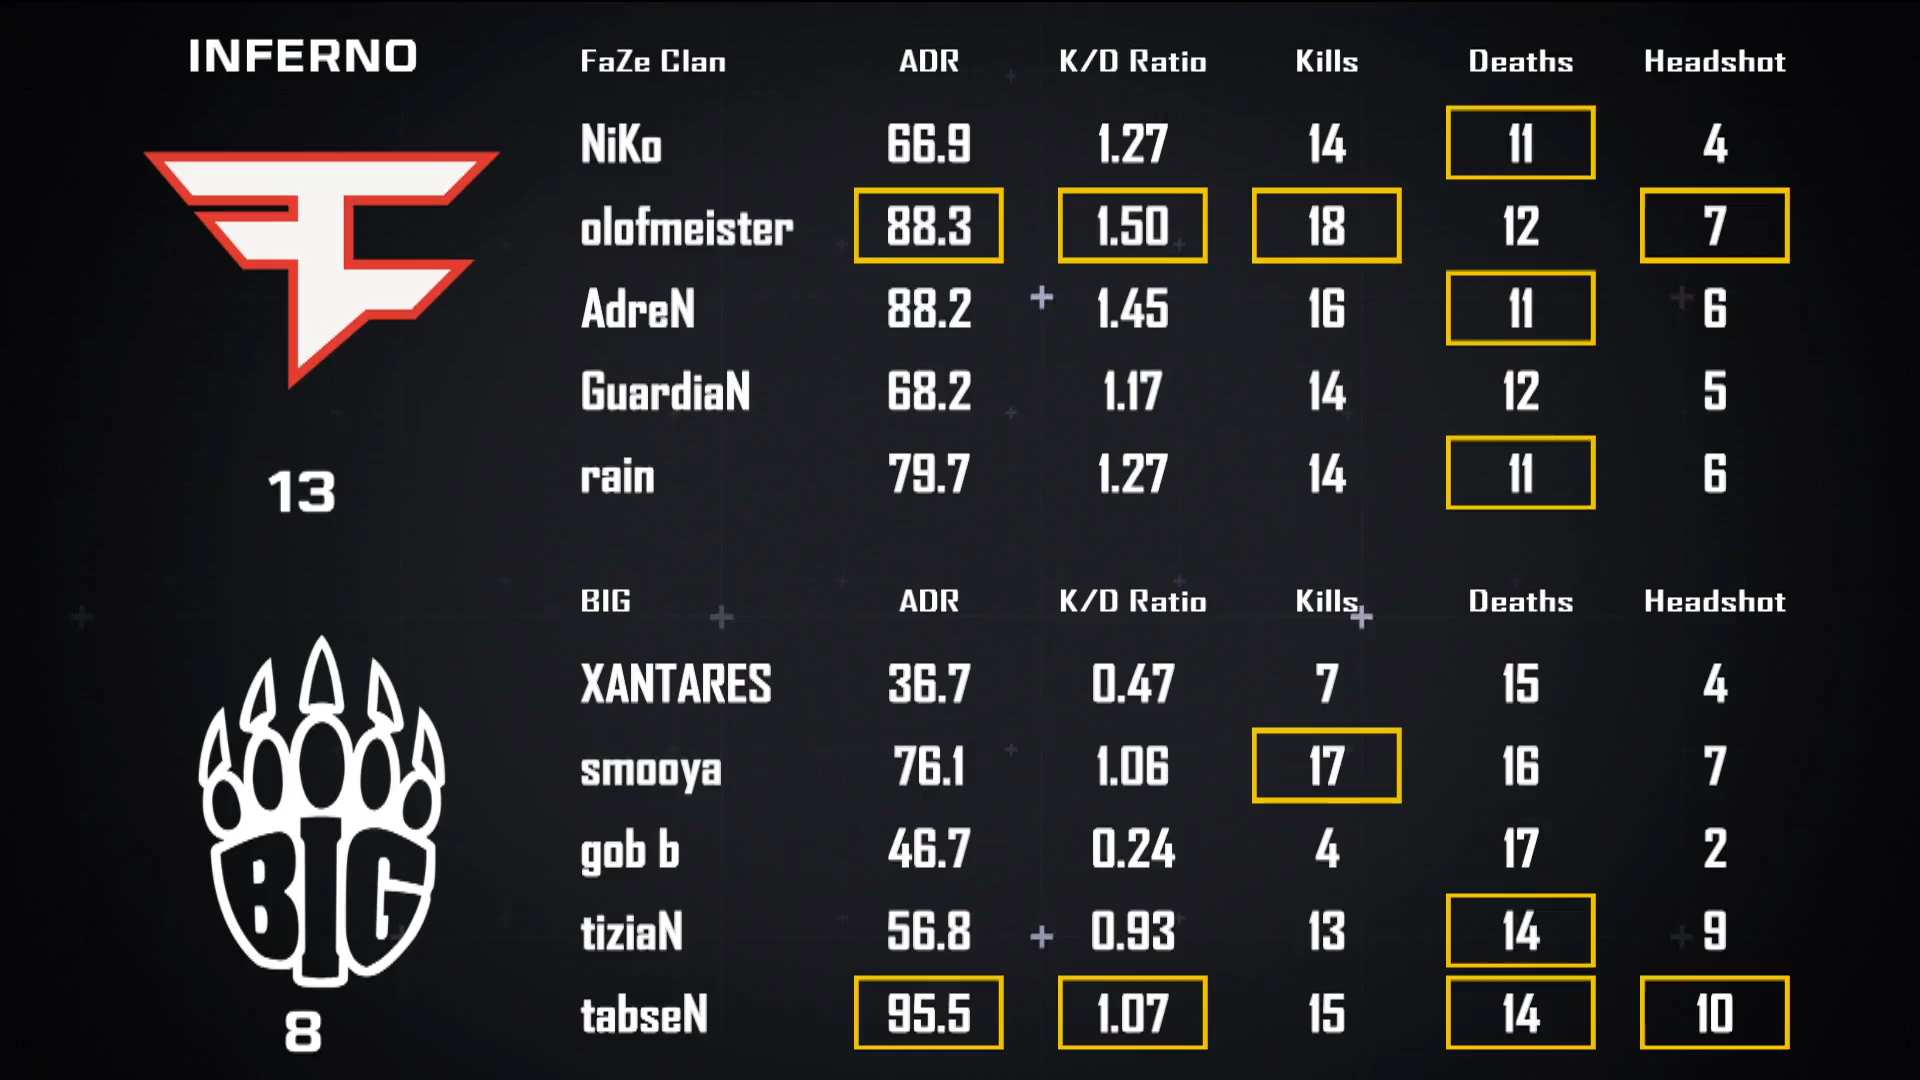 INFERNO
FaZe Clan ADR K/D Ratio Kills Deaths Headshot
NiKo 66.9 1.27 14 11 4
olofmeister 88.3 1.50 18 12 7
AdreN 88.2 1.45 16 11 6
GuardiaN 68.2 1.17 14 12 5
rain 79.7 1.27 14 11 6
13
BIG ADR K/D Ratio Kills Deaths Headshot
XANTARES 36.7 0.47 7 15 4
smooya 76.1 1.06 17 16 7
gob b 46.7 0.24 4 17 2
BIG
tiziaN 56.8 0.93 13 14 9
tabseN 95.5 1.07 15 14 10
8